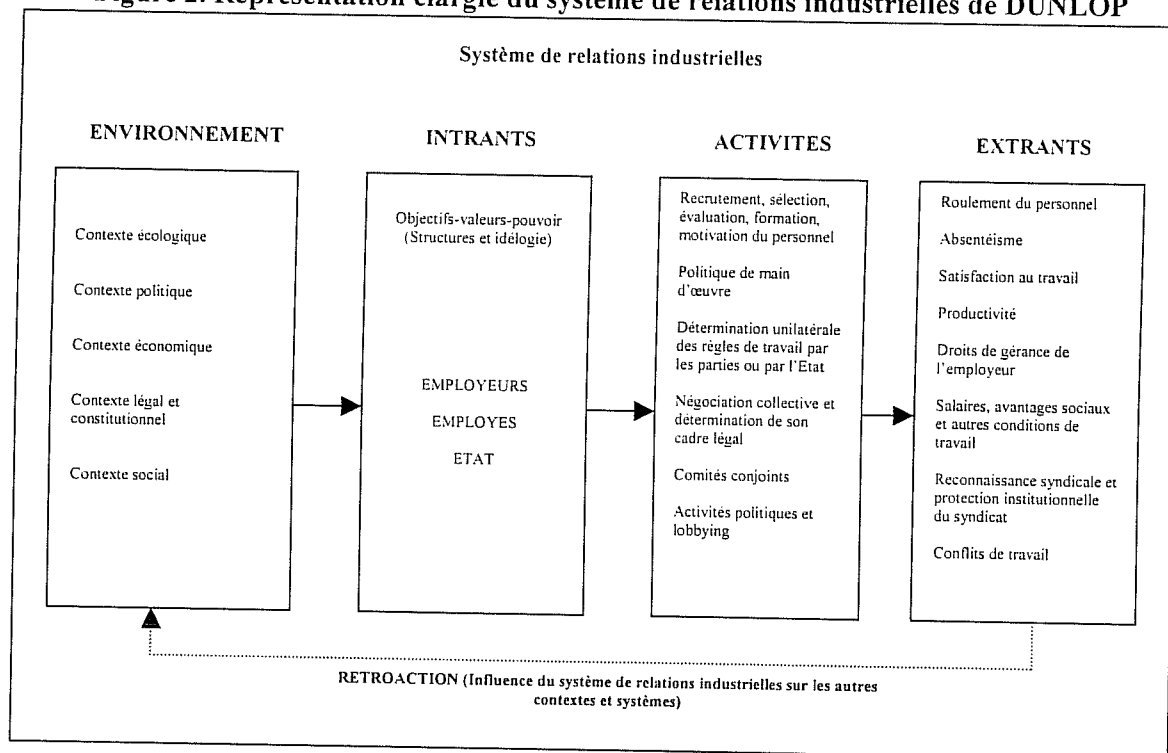 Figure 2: Représentation élargie du système de relations industrielles de DUNLOP
Système de relations industrielles
ENVIRONNEMENT
Contexte écologique
Contexte politique
Contexte économique
Contexte légal et
constitutionnel
Contexte social
INTRANTS
Objectifs-valeurs-pouvoir
(Structures et idélogie)
EMPLOYEURS
EMPLOYES
ETAT
ACTIVITES
Recrutement, sélection,
évaluation, formation,
motivation du personnel
Politique de main
d'œuvre
Détermination unilatérale
des règles de travail par
les parties ou par l'Etat
Négociation collective et
détermination de son
cadre légal
Comités conjoints
Activités politiques et
lobbying
EXTRANTS
Roulement du personnel
Absentéisme
Satisfaction au travail
Productivité
Droits de gérance de
l'employeur
Salaires, avantages sociaux
et autres conditions de
travail
Reconnaissance syndicale et
protection institutionnelle
du syndicat
Conflits de travail
RETROACTION (Influence du système de relations industrielles sur les autres
contextes et systèmes)